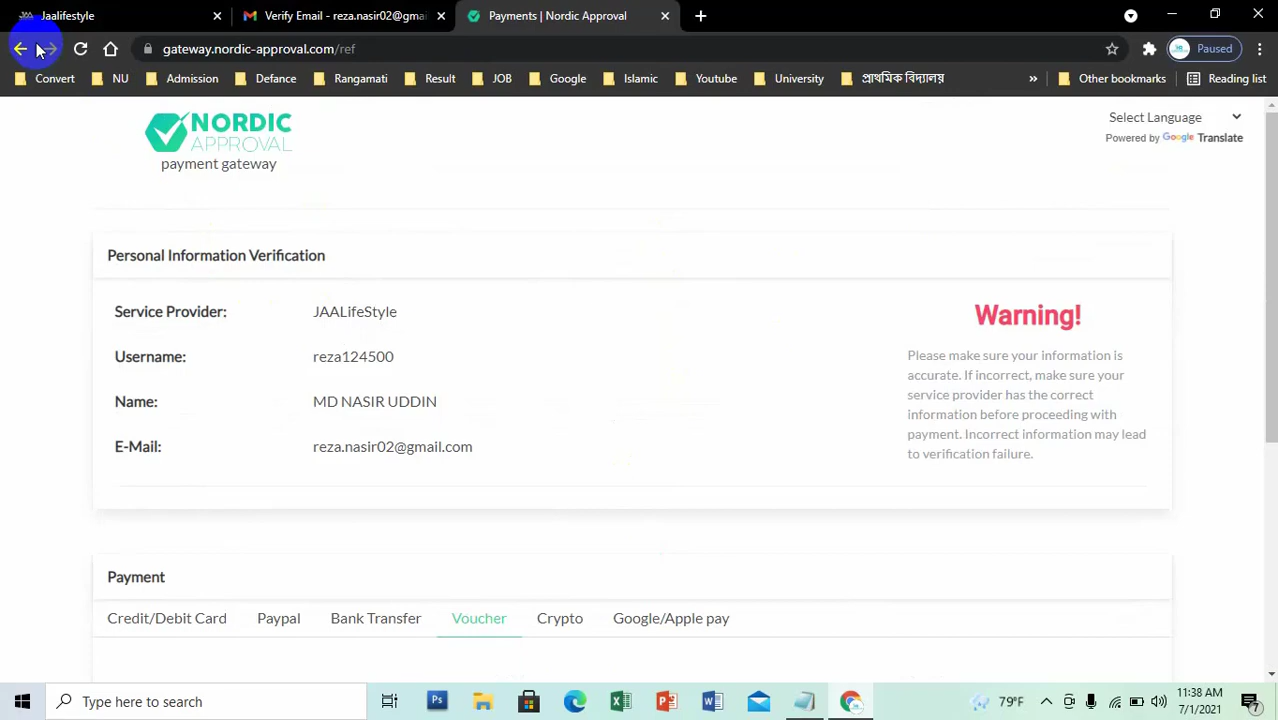 Jaalifestyle
Verify Email - reza.nasir02@gmai
Payments | Nordic Approval
gateway.nordic-approval.com/ref
Paused
Convert
NU
Admission
Defance
Rangamati
Result
JOB
Google
Islamic
Youtube
University
প্রাথমিক বিদ্যালয়
»
Other bookmarks
Reading list
NORDIC
APPROVAL
payment gateway
Select Language
Powered by Google Translate
Personal Information Verification
Service Provider: JAALifeStyle
Username: reza124500
Name: MD NASIR UDDIN
E-Mail: reza.nasir02@gmail.com
Warning!
Please make sure your information is
accurate. If incorrect, make sure your
service provider has the correct
information before proceeding with
payment. Incorrect information may lead
to verification failure.
Payment
Credit/Debit Card
Paypal
Bank Transfer
Voucher
Crypto
Google/Apple pay
Type here to search
79°F
11:38 AM
7/1/2021
7